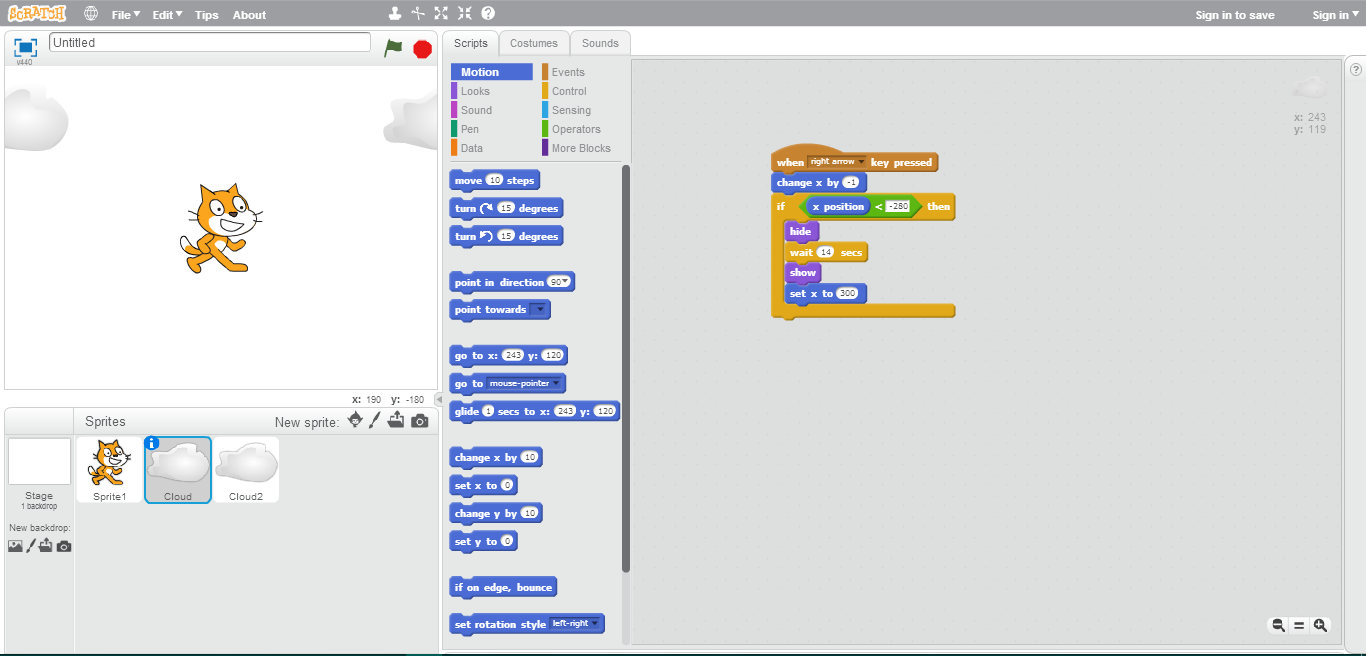 SCRATCH File Edit Tips About Sign in to save Sign in
v440 Untitled
Scripts Costumes Sounds
Motion Events
Looks Control
Sound Sensing
Pen Operators
Data More Blocks
move 10 steps
turn 15 degrees
turn 15 degrees
point in direction 90
point towards
go to x: 243 y: 120
go to mouse-pointer
glide 1 secs to x: 243 y: 120
change x by 10
set x to 0
change y by 10
set y to 0
if on edge, bounce
set rotation style left-right
when right arrow key pressed
change x by -1
if x position < -280 then
hide
wait 14 secs
show
set x to 300
x: 243
y: 119
?
x: 190 y: -180
Sprites New sprite:
Stage
1 backdrop
New backdrop:
Sprite1 Cloud Cloud2